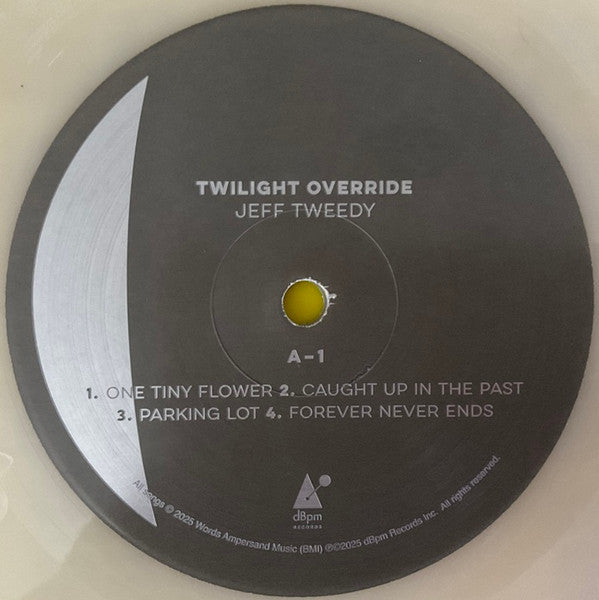 TWILIGHT OVERRIDE
JEFF TWEEDY
A-1
1. ONE TINY FLOWER 2. CAUGHT UP IN THE PAST
3. PARKING LOT 4. FOREVER NEVER ENDS
dBpm
RECORDS
All songs © 2025 Words Ampersand Music (BMI) ℗©2025 dBpm Records Inc. All rights reserved.